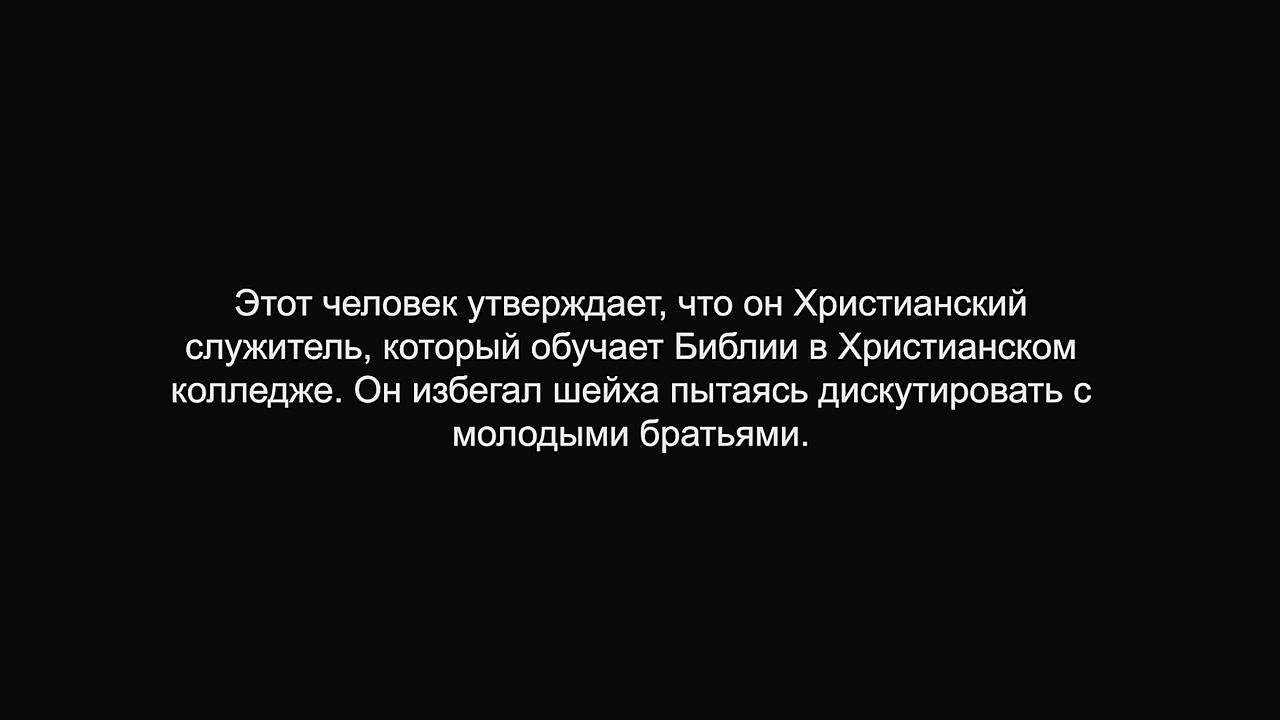 Этот человек утверждает, что он Христианский
служитель, который обучает Библии в Христианском
колледже. Он избегал шейха пытаясь дискутировать с
молодыми братьями.